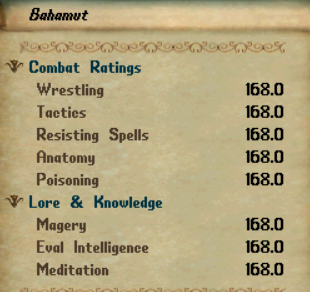 Bahamut
Combat Ratings
Wrestling 168.0
Tactics 168.0
Resisting Spells 168.0
Anatomy 168.0
Poisoning 168.0
Lore & Knowledge
Magery 168.0
Eval Intelligence 168.0
Meditation 168.0